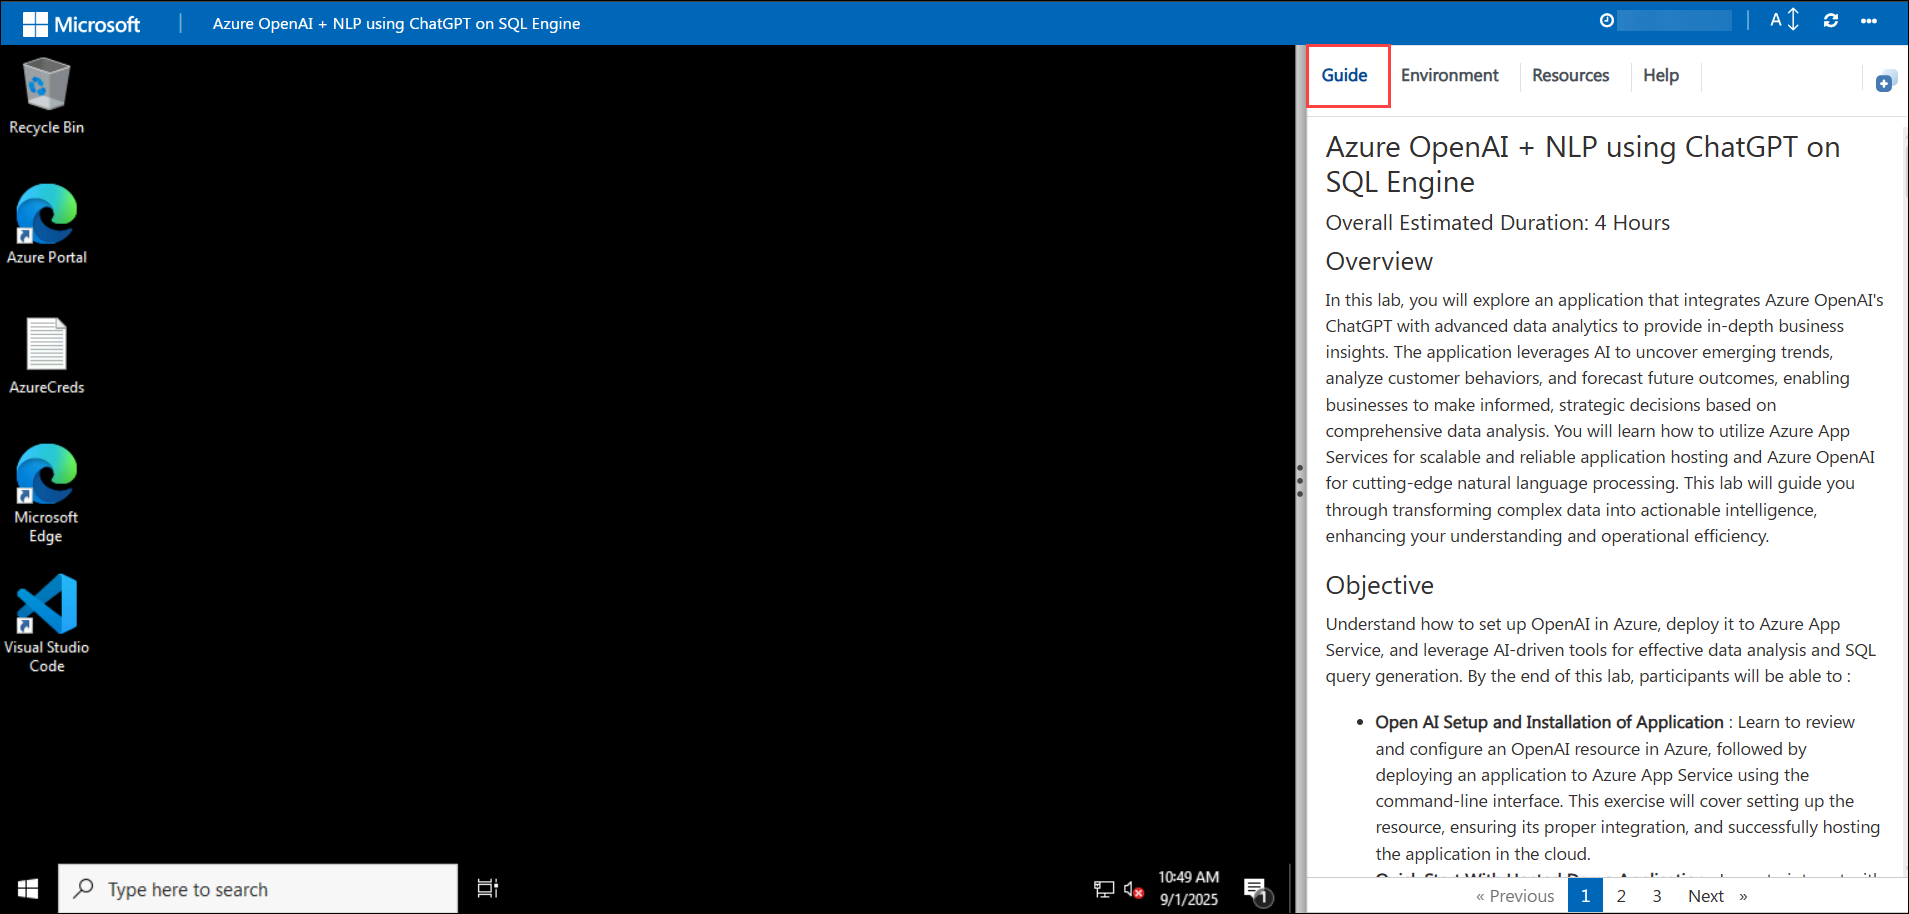 Microsoft
Azure OpenAI + NLP using ChatGPT on SQL Engine
A
Recycle Bin
Azure Portal
AzureCreds
Microsoft
Edge
Visual Studio
Code
Type here to search
10:49 AM
9/1/2025
1
Guide
Environment
Resources
Help
Azure OpenAI + NLP using ChatGPT on
SQL Engine
Overall Estimated Duration: 4 Hours
Overview
In this lab, you will explore an application that integrates Azure OpenAI's
ChatGPT with advanced data analytics to provide in-depth business
insights. The application leverages AI to uncover emerging trends,
analyze customer behaviors, and forecast future outcomes, enabling
businesses to make informed, strategic decisions based on
comprehensive data analysis. You will learn how to utilize Azure App
Services for scalable and reliable application hosting and Azure OpenAI
for cutting-edge natural language processing. This lab will guide you
through transforming complex data into actionable intelligence,
enhancing your understanding and operational efficiency.
Objective
Understand how to set up OpenAI in Azure, deploy it to Azure App
Service, and leverage AI-driven tools for effective data analysis and SQL
query generation. By the end of this lab, participants will be able to :
• Open AI Setup and Installation of Application : Learn to review
and configure an OpenAI resource in Azure, followed by
deploying an application to Azure App Service using the
command-line interface. This exercise will cover setting up the
resource, ensuring its proper integration, and successfully hosting
the application in the cloud.
« Previous 1 2 3 Next »